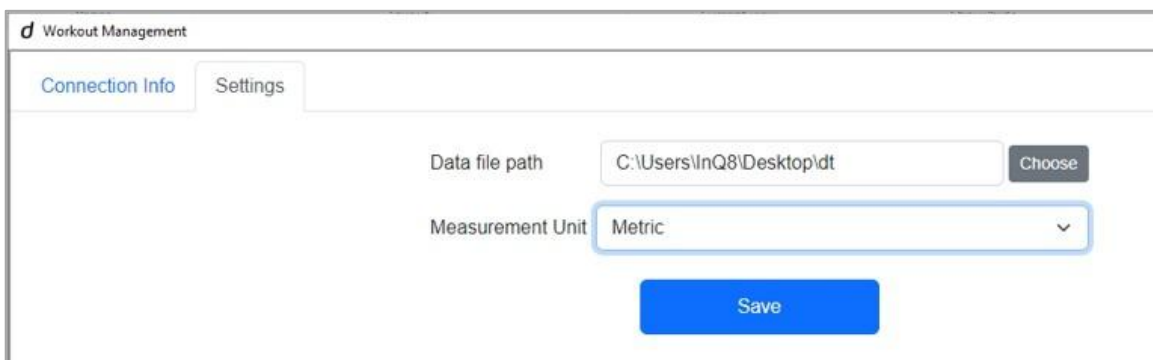 d Workout Management
Connection Info Settings
Data file path C:\Users\InQ8\Desktop\dt Choose
Measurement Unit Metric
Save